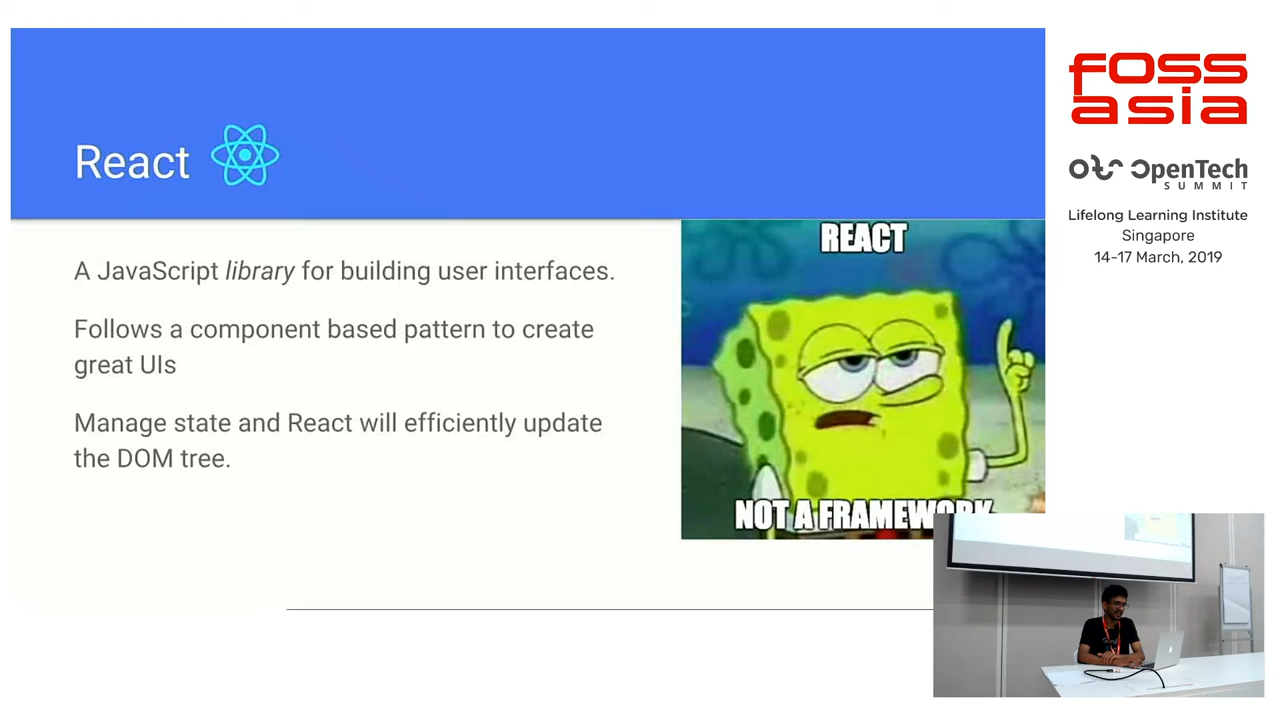 React
A JavaScript library for building user interfaces.
Follows a component based pattern to create
great UIs
Manage state and React will efficiently update
the DOM tree.
REACT
NOT A FRAMEWORK
fOSS
asia
OpenTech
SUMMIT
Lifelong Learning Institute
Singapore
14-17 March, 2019